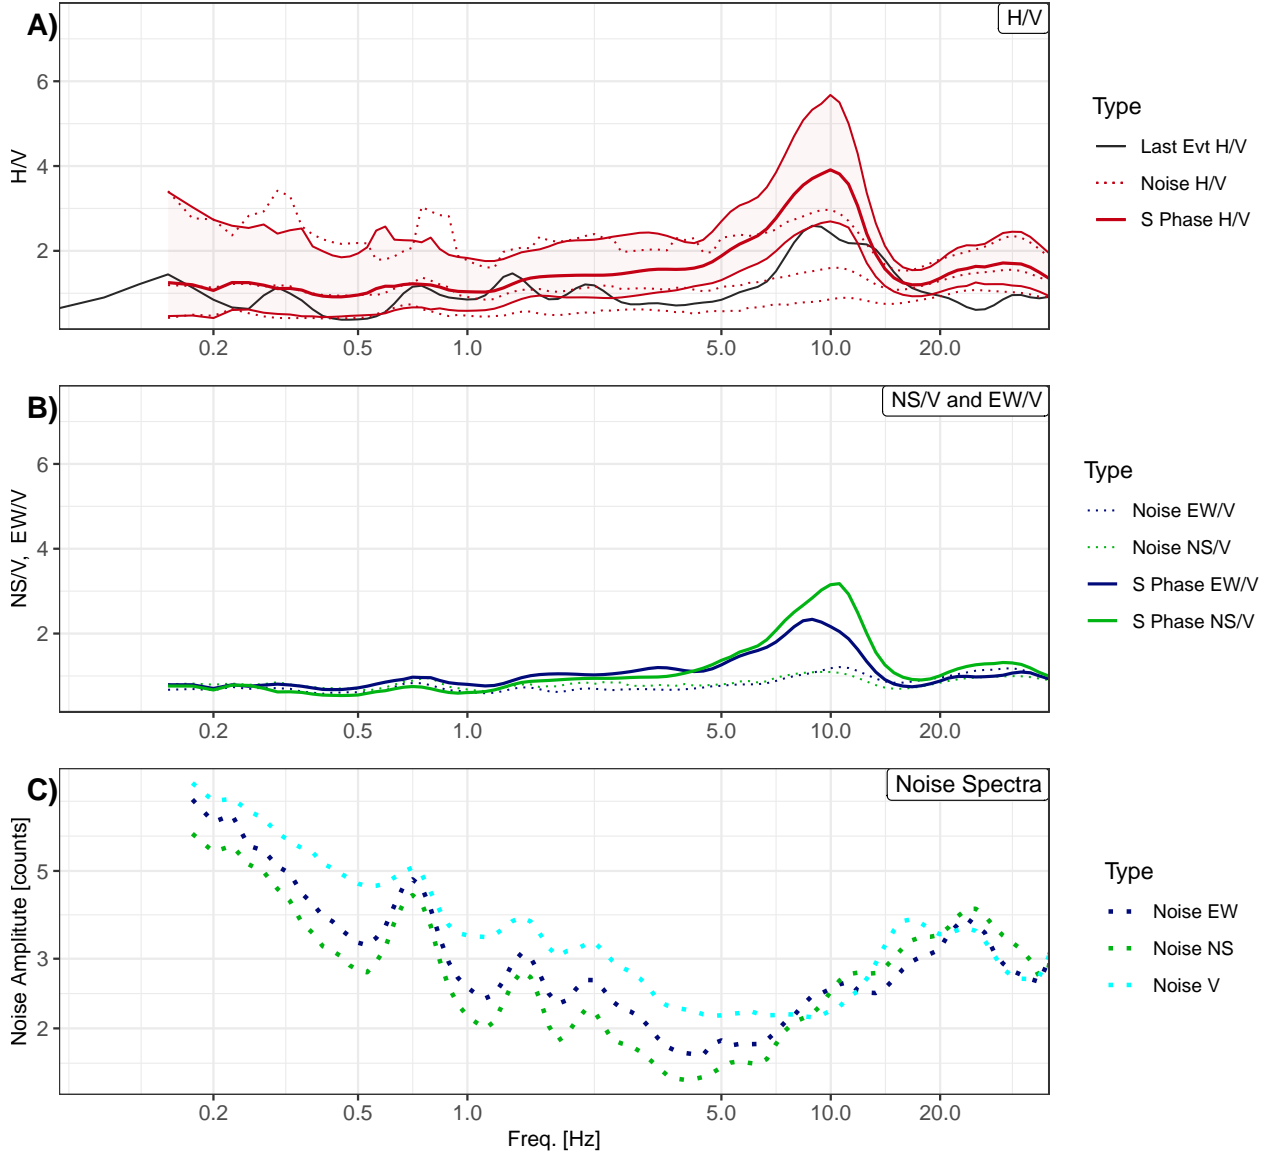 A)
H/V
6
4
2
H/V
0.2 0.5 1.0 5.0 10.0 20.0
Type
Last Evt H/V
Noise H/V
S Phase H/V
B)
NS/V and EW/V
6
4
2
NS/V,  EW/V
0.2 0.5 1.0 5.0 10.0 20.0
Type
Noise EW/V
Noise NS/V
S Phase EW/V
S Phase NS/V
C)
Noise Spectra
5
3
2
Noise Amplitute [counts]
0.2 0.5 1.0 5.0 10.0 20.0
Freq. [Hz]
Type
Noise EW
Noise NS
Noise V